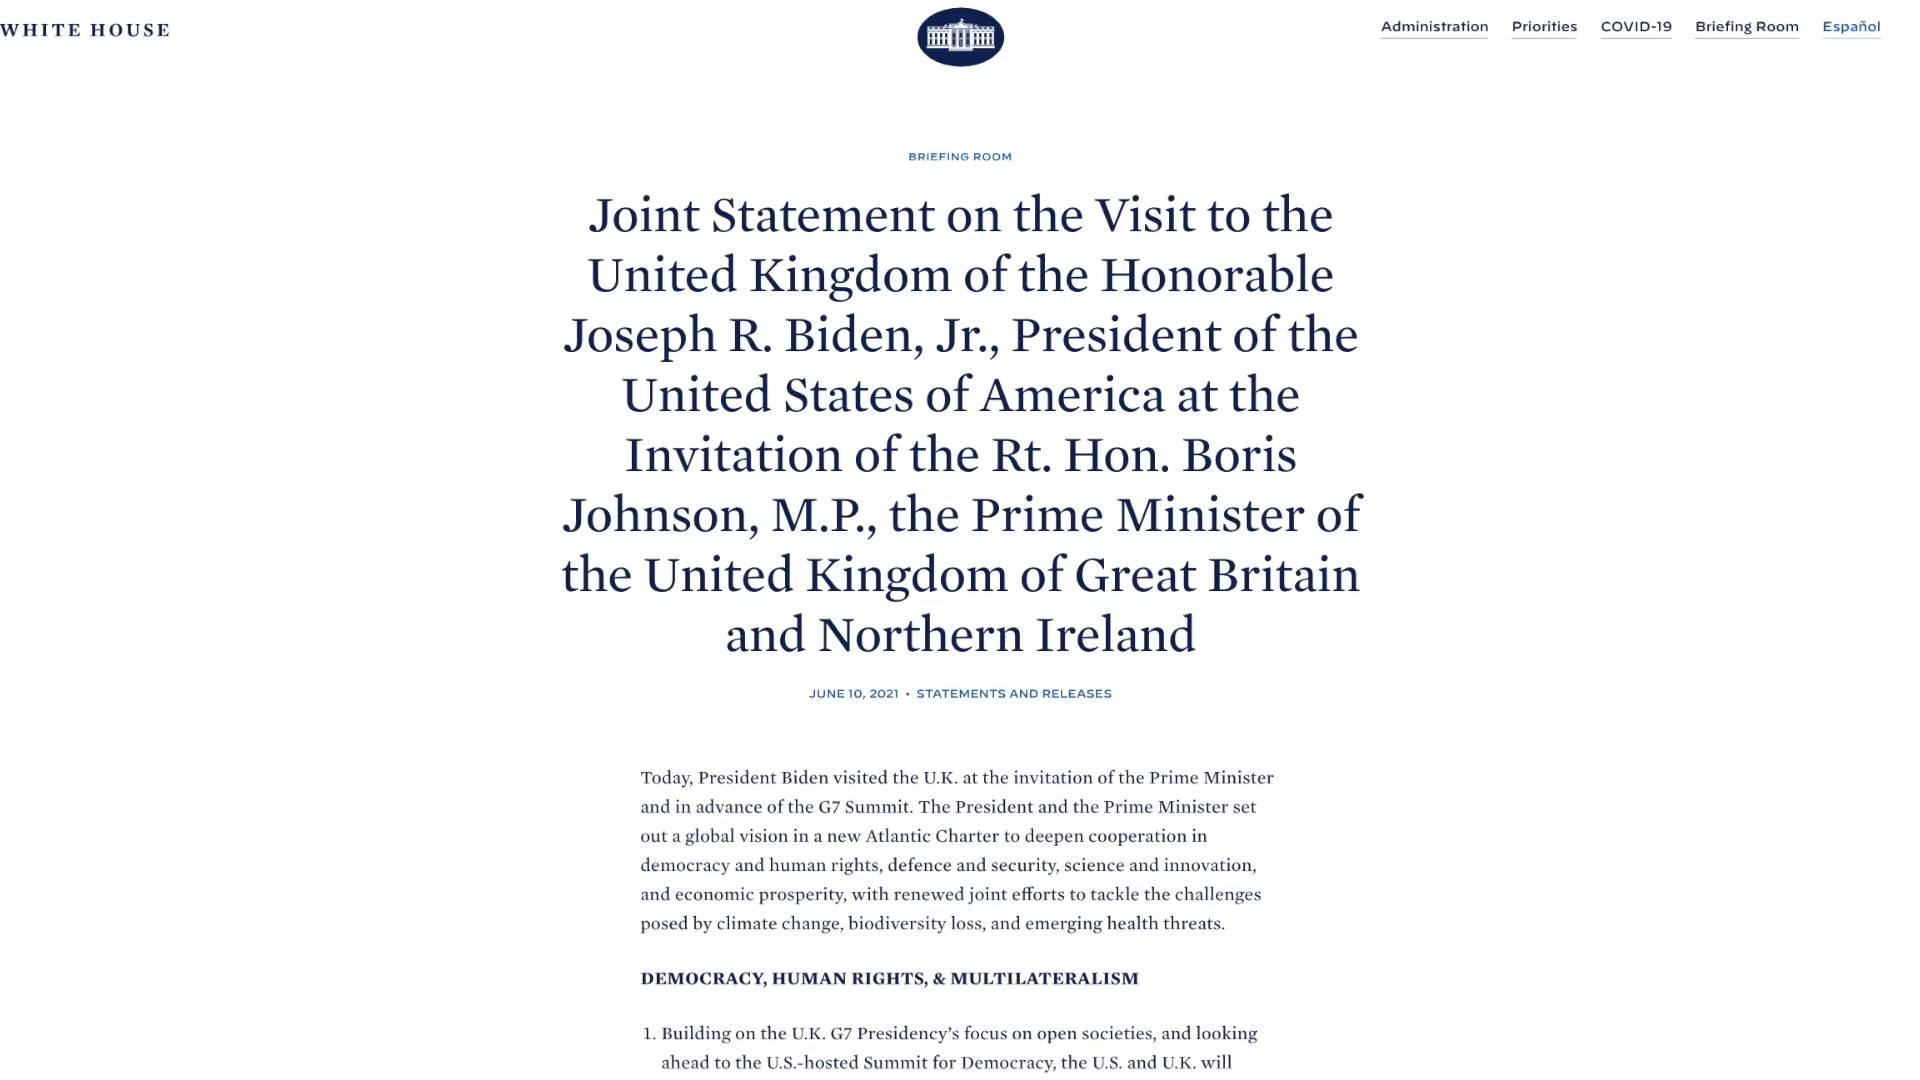 WHITE HOUSE
Administration Priorities COVID-19 Briefing Room Español
BRIEFING ROOM
Joint Statement on the Visit to the
United Kingdom of the Honorable
Joseph R. Biden, Jr., President of the
United States of America at the
Invitation of the Rt. Hon. Boris
Johnson, M.P., the Prime Minister of
the United Kingdom of Great Britain
and Northern Ireland
JUNE 10, 2021 • STATEMENTS AND RELEASES
Today, President Biden visited the U.K. at the invitation of the Prime Minister
and in advance of the G7 Summit. The President and the Prime Minister set
out a global vision in a new Atlantic Charter to deepen cooperation in
democracy and human rights, defence and security, science and innovation,
and economic prosperity, with renewed joint efforts to tackle the challenges
posed by climate change, biodiversity loss, and emerging health threats.
DEMOCRACY, HUMAN RIGHTS, & MULTILATERALISM
1. Building on the U.K. G7 Presidency’s focus on open societies, and looking
ahead to the U.S.-hosted Summit for Democracy, the U.S. and U.K. will